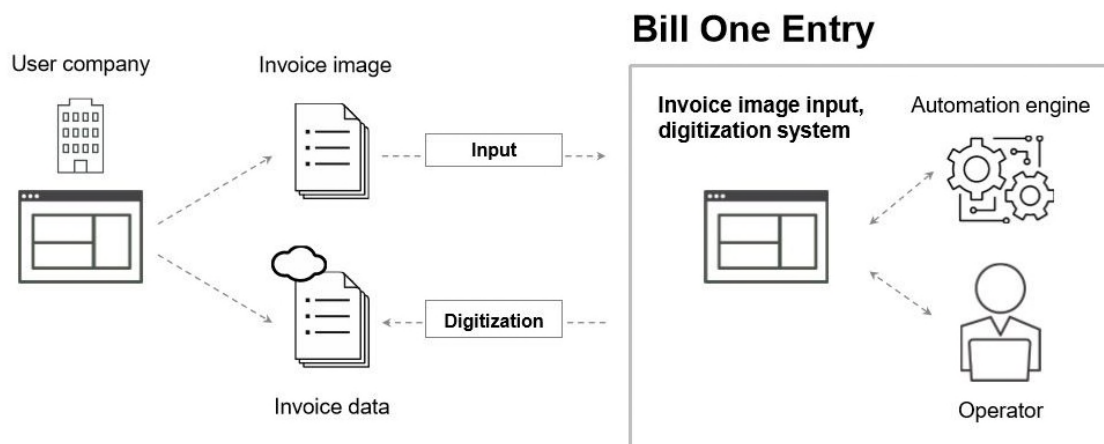 Bill One Entry
User company
Invoice image
Input
Invoice image input,
digitization system
Automation engine
Digitization
Invoice data
Operator